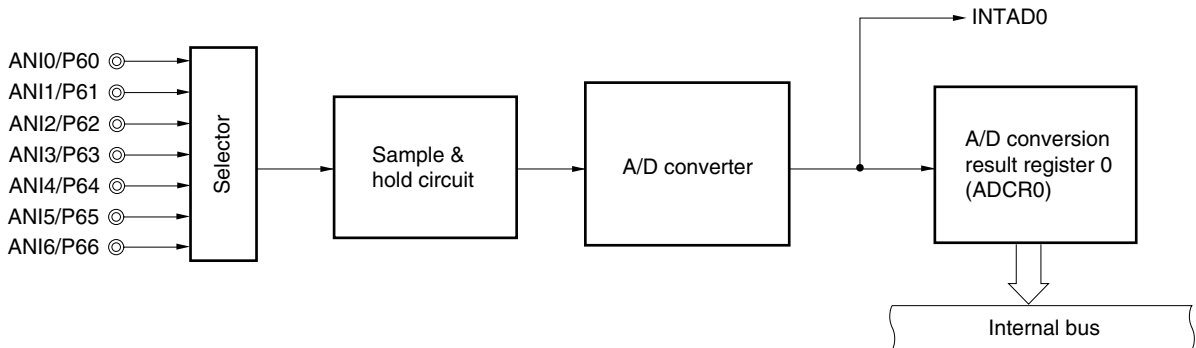 INTAD0
ANI0/P60
ANI1/P61
ANI2/P62
ANI3/P63
ANI4/P64
ANI5/P65
ANI6/P66
Selector
Sample &
hold circuit
A/D converter
A/D conversion
result register 0
(ADCR0)
Internal bus